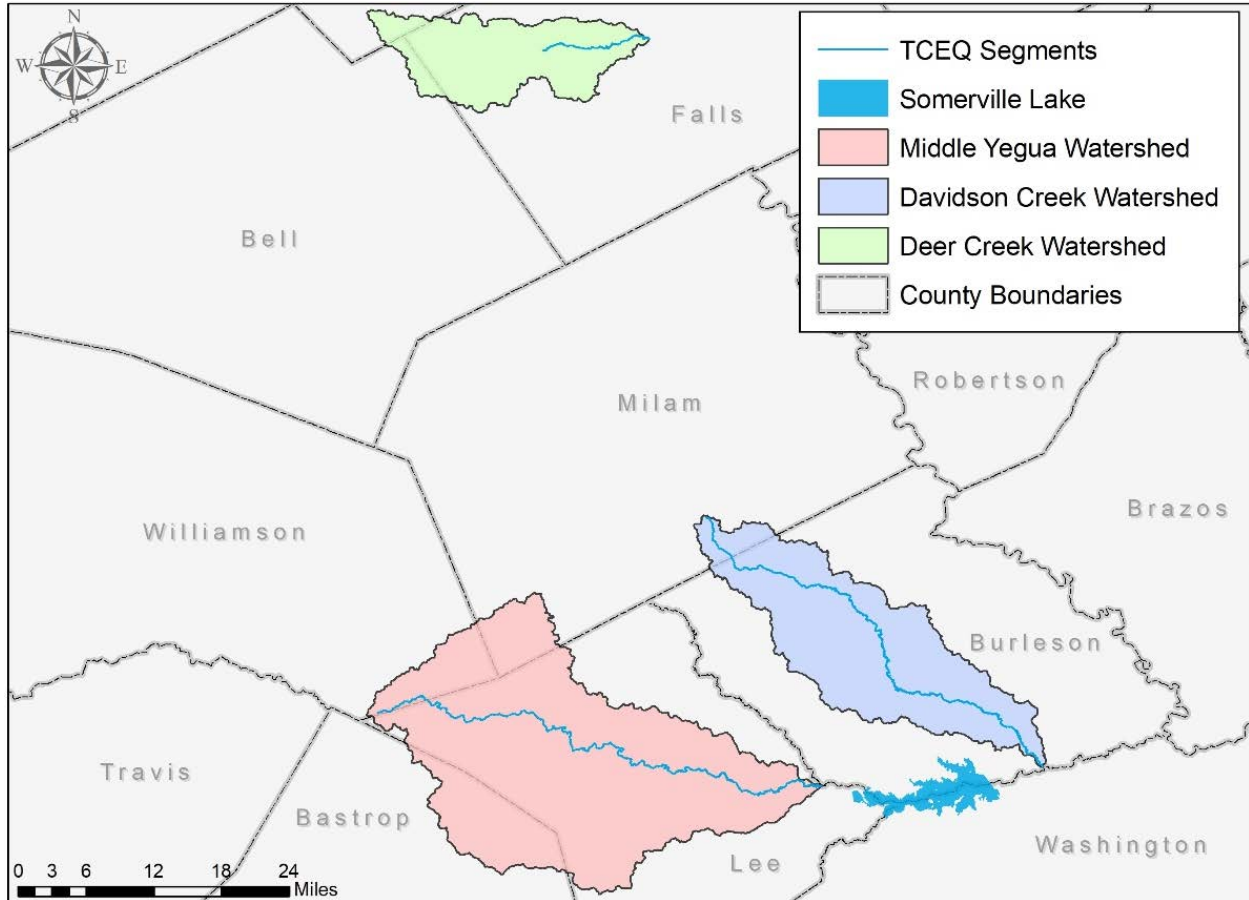 N
W E
S
TCEQ Segments
Somerville Lake
Middle Yegua Watershed
Davidson Creek Watershed
Deer Creek Watershed
County Boundaries
Falls
Bell
Milam
Robertson
Brazos
Williamson
Burleson
Travis
Bastrop
Lee
Washington
0 3 6 12 18 24
Miles